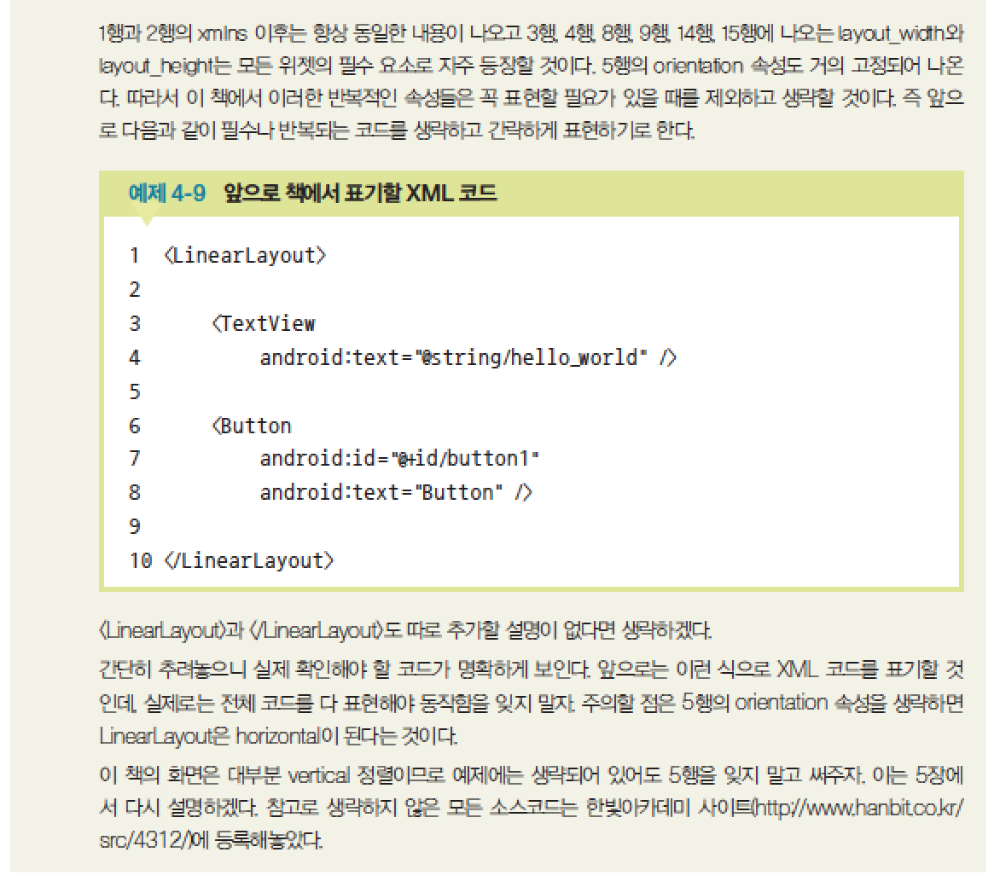 1행과 2행의 xmlns 이후는 항상 동일한 내용이 나오고 3행, 4행, 8행, 9행, 14행, 15행에 나오는 layout_width와
layout_height는 모든 위젯의 필수 요소로 자주 등장할 것이다. 5행의 orientation 속성도 거의 고정되어 나온
다. 따라서 이 책에서 이러한 반복적인 속성들은 꼭 표현할 필요가 있을 때를 제외하고 생략할 것이다. 즉 앞으
로 다음과 같이 필수나 반복되는 코드를 생략하고 간략하게 표현하기로 한다.
예제 4-9 앞으로 책에서 표기할 XML 코드
1 <LinearLayout>
2
3 <TextView
4 android:text="@string/hello_world" />
5
6 <Button
7 android:id="@+id/button1"
8 android:text="Button" />
9
10 </LinearLayout>
<LinearLayout>과 </LinearLayout>도 따로 추가할 설명이 없다면 생략하겠다.
간단히 추려놓으니 실제 확인해야 할 코드가 명확하게 보인다. 앞으로는 이런 식으로 XML 코드를 표기할 것
인데, 실제로는 전체 코드를 다 표현해야 동작함을 잊지 말자. 주의할 점은 5행의 orientation 속성을 생략하면
LinearLayout은 horizontal이 된다는 것이다.
이 책의 화면은 대부분 vertical 정렬이므로 예제에는 생략되어 있어도 5행을 잊지 말고 써주자. 이는 5장에
서 다시 설명하겠다. 참고로 생략하지 않은 모든 소스코드는 한빛아카데미 사이트(http://www.hanbit.co.kr/
src/4312/)에 등록해놓았다.